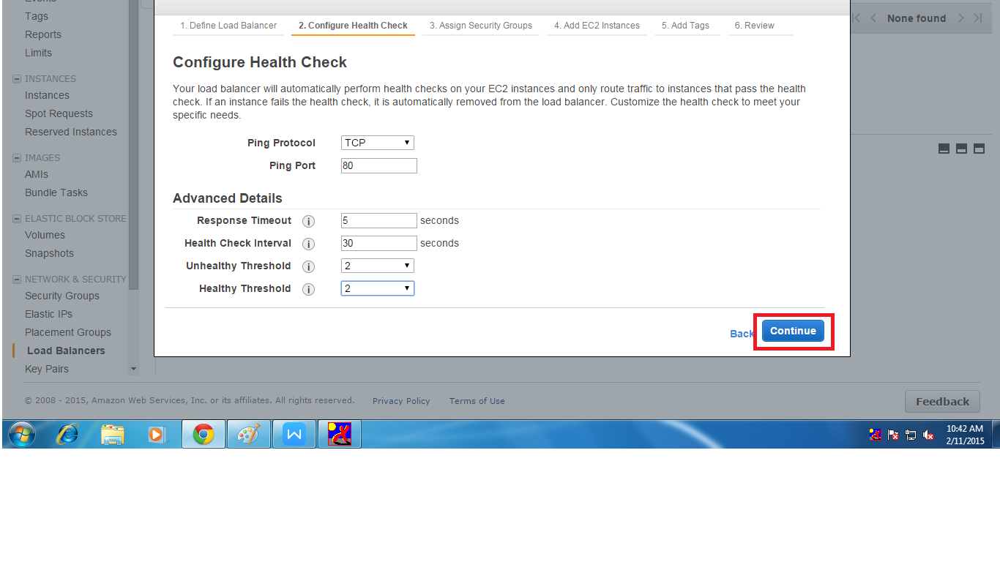 Events
Tags
Reports
Limits
INSTANCES
Instances
Spot Requests
Reserved Instances
IMAGES
AMIs
Bundle Tasks
ELASTIC BLOCK STORE
Volumes
Snapshots
NETWORK & SECURITY
Security Groups
Elastic IPs
Placement Groups
Load Balancers
Key Pairs
None found
1. Define Load Balancer 2. Configure Health Check 3. Assign Security Groups 4. Add EC2 Instances 5. Add Tags 6. Review
Configure Health Check
Your load balancer will automatically perform health checks on your EC2 instances and only route traffic to instances that pass the health
check. If an instance fails the health check, it is automatically removed from the load balancer. Customize the health check to meet your
specific needs.
Ping Protocol TCP
Ping Port 80
Advanced Details
Response Timeout i 5 seconds
Health Check Interval i 30 seconds
Unhealthy Threshold i 2
Healthy Threshold i 2
Back Continue
© 2008 - 2015, Amazon Web Services, Inc. or its affiliates. All rights reserved. Privacy Policy Terms of Use Feedback
10:42 AM
2/11/2015